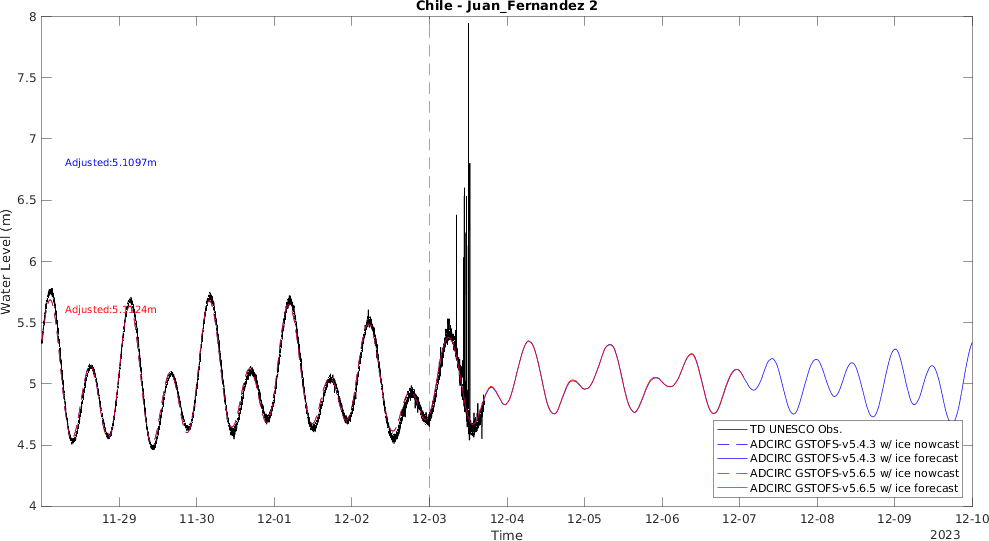 Chile - Juan_Fernandez 2
8
7.5
7
6.5
6
5.5
5
4.5
4
Water Level (m)
Adjusted:5.1097m
11-29
11-30
12-01
12-02
12-03
12-04
12-05
12-06
12-07
12-08
12-09
12-10
Time
2023
TD UNESCO Obs.
ADCIRC GSTOFS-v5.4.3 w/ ice nowcast
ADCIRC GSTOFS-v5.4.3 w/ ice forecast
ADCIRC GSTOFS-v5.6.5 w/ ice nowcast
ADCIRC GSTOFS-v5.6.5 w/ ice forecast